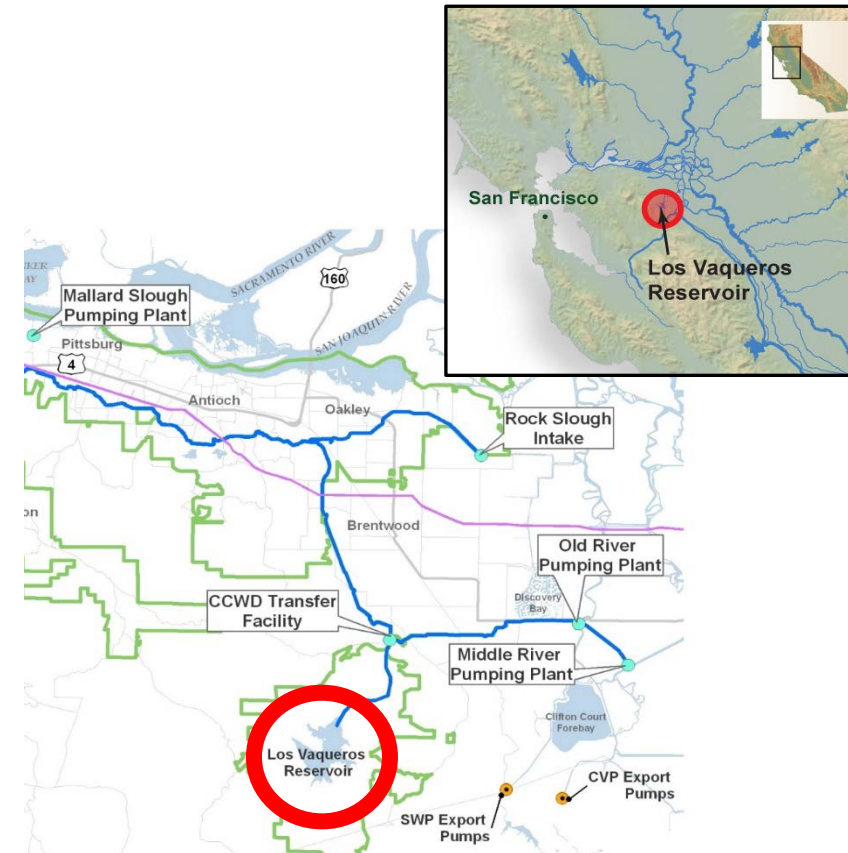 San Francisco
Los Vaqueros
Reservoir
SACRAMENTO RIVER
160
Mallard Slough
Pumping Plant
SAN JOAQUIN RIVER
Pittsburg
4
Antioch
Oakley
Rock Slough
Intake
Brentwood
Old River
Pumping Plant
CCWD Transfer
Facility
Discovery
Bay
Middle River
Pumping Plant
Clifton Court
Forebay
Los Vaqueros
Reservoir
CVP Export
Pumps
SWP Export
Pumps